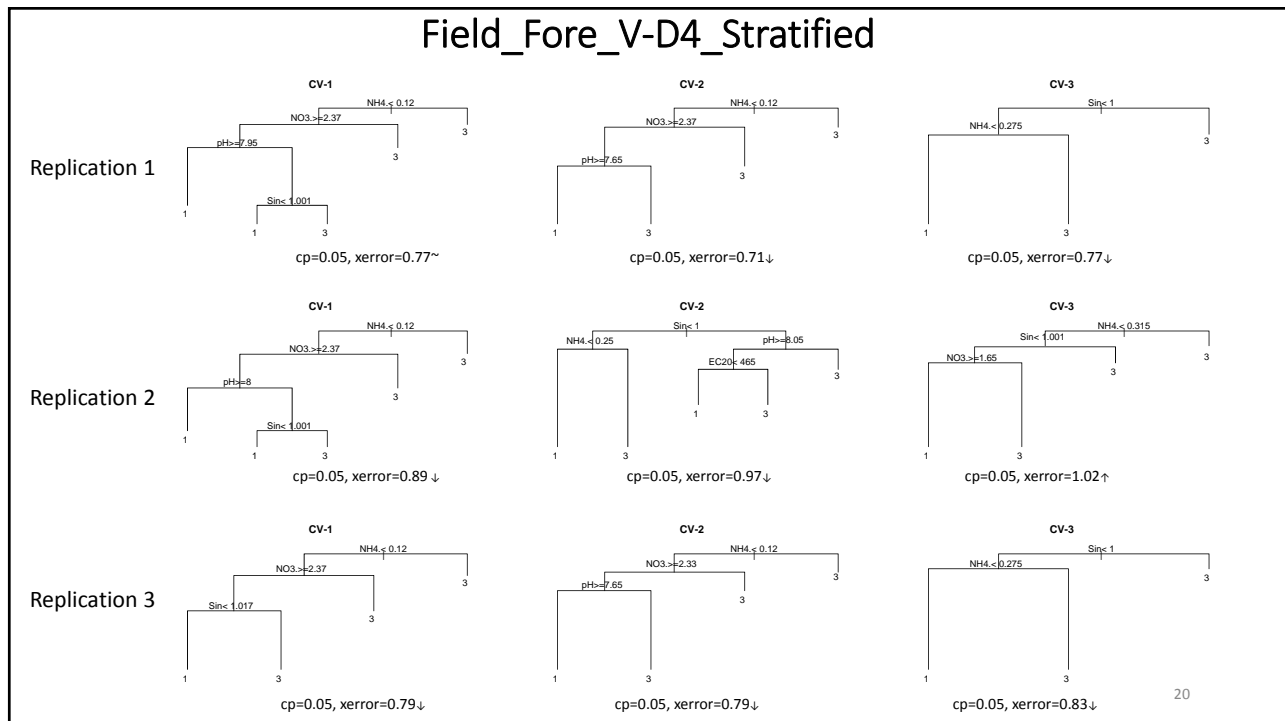 Field_Fore_V-D4_Stratified
Replication 1
CV-1
NH4.< 0.12
NO3.>=2.37
3
pH>=7.95
3
Sin< 1.001
1
1
3
cp=0.05, xerror=0.77~
CV-2
NH4.< 0.12
NO3.>=2.37
3
pH>=7.65
3
1
3
cp=0.05, xerror=0.71↓
CV-3
Sin< 1
NH4.< 0.275
3
1
3
cp=0.05, xerror=0.77↓
Replication 2
CV-1
NH4.< 0.12
NO3.>=2.37
3
pH>=8
3
Sin< 1.001
1
1
3
cp=0.05, xerror=0.89 ↓
CV-2
Sin< 1
NH4.< 0.25
pH>=8.05
EC20< 465
3
1
3
1
3
cp=0.05, xerror=0.97↓
CV-3
NH4.< 0.315
Sin< 1.001
3
NO3.>=1.65
3
1
3
cp=0.05, xerror=1.02↑
Replication 3
CV-1
NH4.< 0.12
NO3.>=2.37
3
Sin< 1.017
3
1
3
cp=0.05, xerror=0.79↓
CV-2
NH4.< 0.12
NO3.>=2.33
3
pH>=7.65
3
1
3
cp=0.05, xerror=0.79↓
CV-3
Sin< 1
NH4.< 0.275
3
1
3
cp=0.05, xerror=0.83↓
20